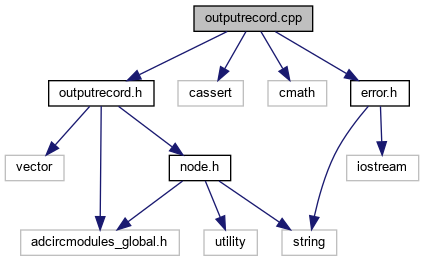 outputrecord.cpp
outputrecord.h
cassert
cmath
error.h
vector
node.h
iostream
adcircmodules_global.h
utility
string